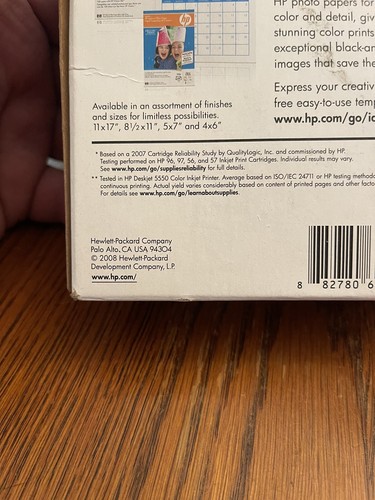 HP photo papers for
color and detail, giv
stunning color prints
exceptional black-an
images that save the
Express your creativ
free easy-to-use temp
www.hp.com/go/ic
hp
Available in an assortment of finishes
and sizes for limitless possibilities.
11x17", 8½x11", 5x7" and 4x6"
* Based on a 2007 Cartridge Reliability Study by QualityLogic, Inc. and commissioned by HP.
Testing performed on HP 96, 97, 56, and 57 Inkjet Print Cartridges. Individual results may vary.
See www.hp.com/go/suppliesreliability for full details.
** Tested in HP Deskjet 5550 Color Inkjet Printer. Average based on ISO/IEC 24711 or HP testing methodo
continuous printing. Actual yield varies considerably based on content of printed pages and other factor
For details see www.hp.com/go/learnaboutsupplies.
Hewlett-Packard Company
Palo Alto, CA USA 94304
© 2008 Hewlett-Packard
Development Company, L.P.
www.hp.com/
8 82780 6